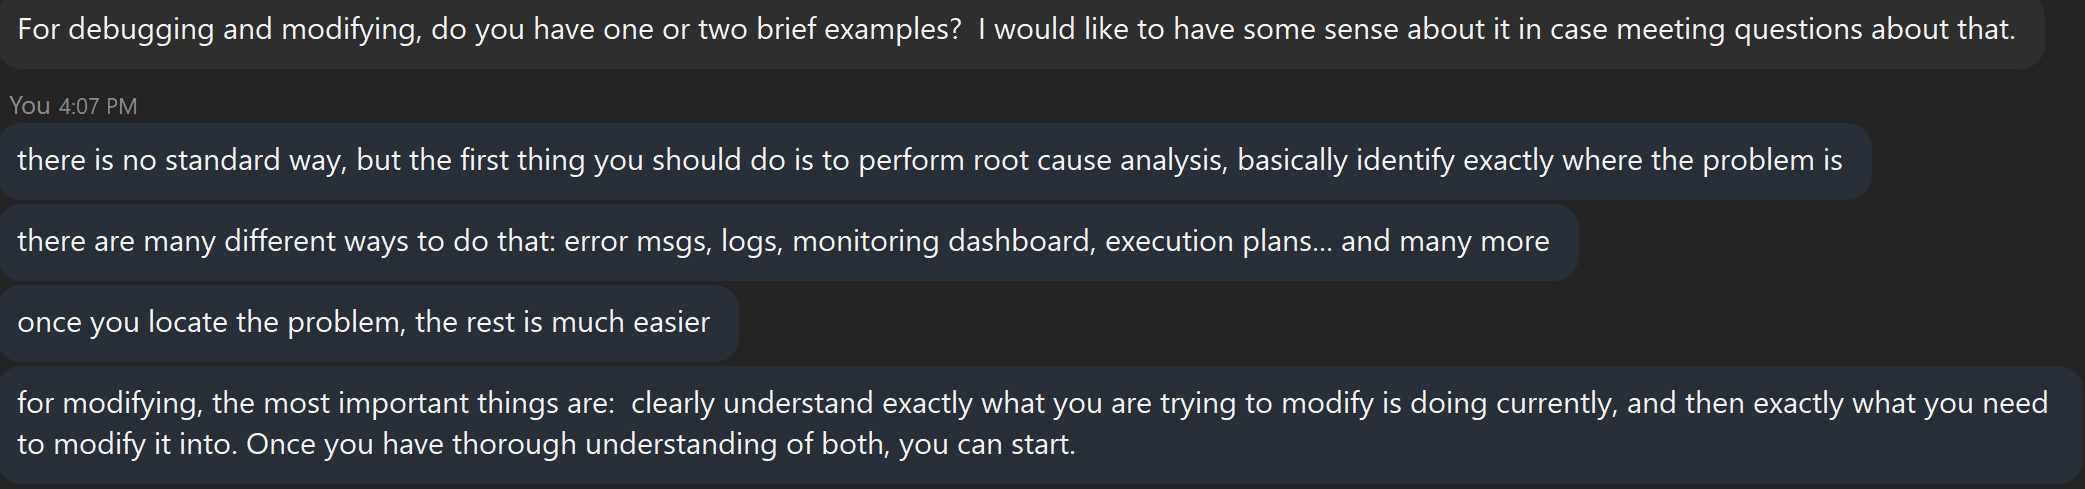 For debugging and modifying, do you have one or two brief examples?  I would like to have some sense about it in case meeting questions about that.
You 4:07 PM
there is no standard way, but the first thing you should do is to perform root cause analysis, basically identify exactly where the problem is
there are many different ways to do that: error msgs, logs, monitoring dashboard, execution plans... and many more
once you locate the problem, the rest is much easier
for modifying, the most important things are:  clearly understand exactly what you are trying to modify is doing currently, and then exactly what you need
to modify it into. Once you have thorough understanding of both, you can start.